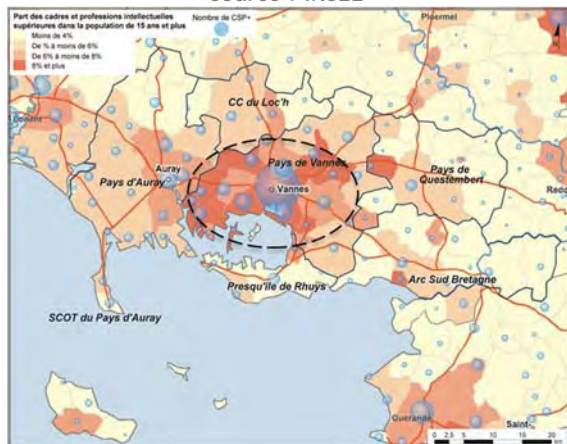 Source : INSEE
Part des cadres et professions intellectuelles
supérieures dans la population de 15 ans et plus
Nombre de CSP+
Moins de 4%
De % à moins de 6%
De 6% à moins de 8%
8% et plus
Ploermel
N
CC du Loc'h
Lorient
Auray
Pays d'Auray
Pays de Vannes
Vannes
Pays de
Questembert
Redo
Presqu'île de Rhuys
Arc Sud Bretagne
SCOT du Pays d'Auray
Guérande
Saint-
0 2.5 5 10 15 20